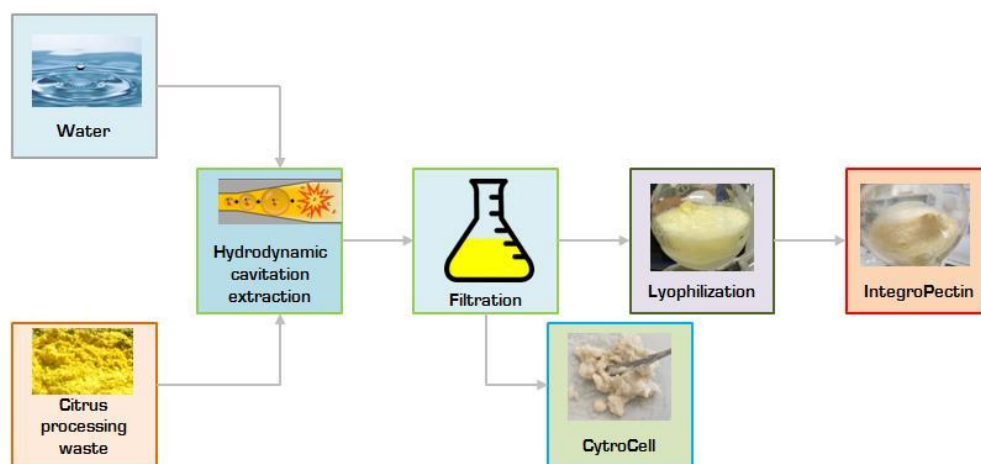 Water
Hydrodynamic
cavitation
extraction
Filtration
Lyophilization
IntegroPectin
Citrus
processing
waste
CytroCell